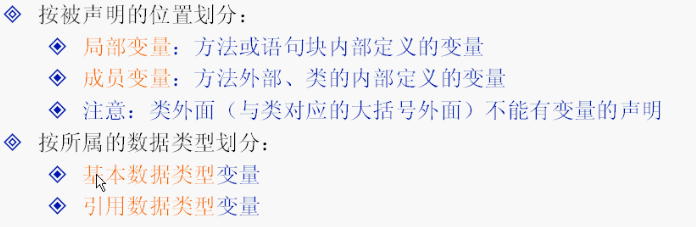 按被声明的位置划分：
局部变量：方法或语句块内部定义的变量
成员变量：方法外部、类的内部定义的变量
注意：类外面（与类对应的大括号外面）不能有变量的声明
按所属的数据类型划分：
基本数据类型变量
引用数据类型变量